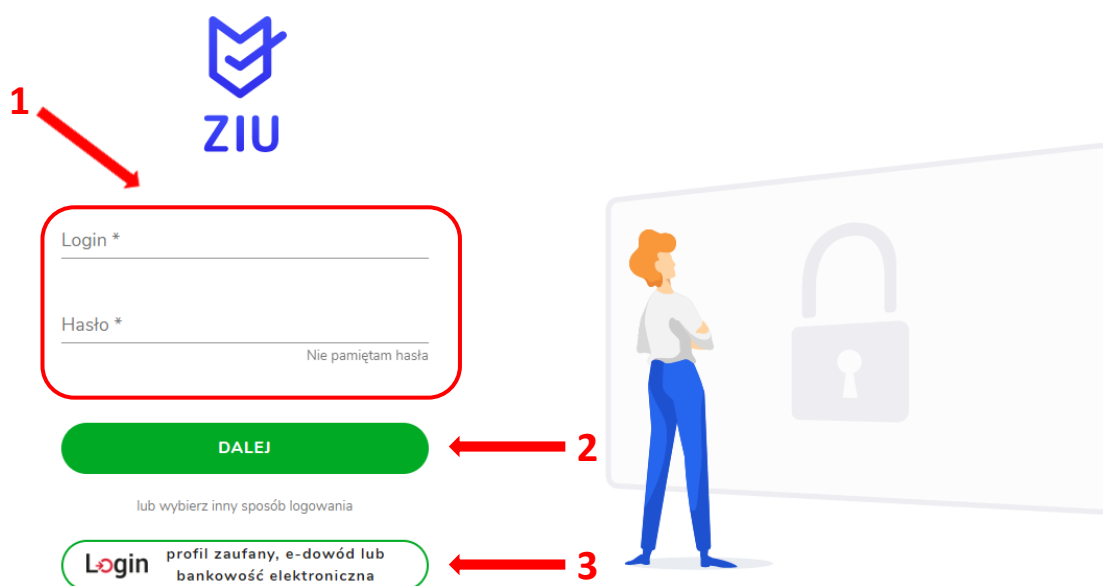 1
ZIU
Login *
Hasło *
Nie pamiętam hasła
DALEJ
2
lub wybierz inny sposób logowania
Login
profil zaufany, e-dowód lub
bankowość elektroniczna
3